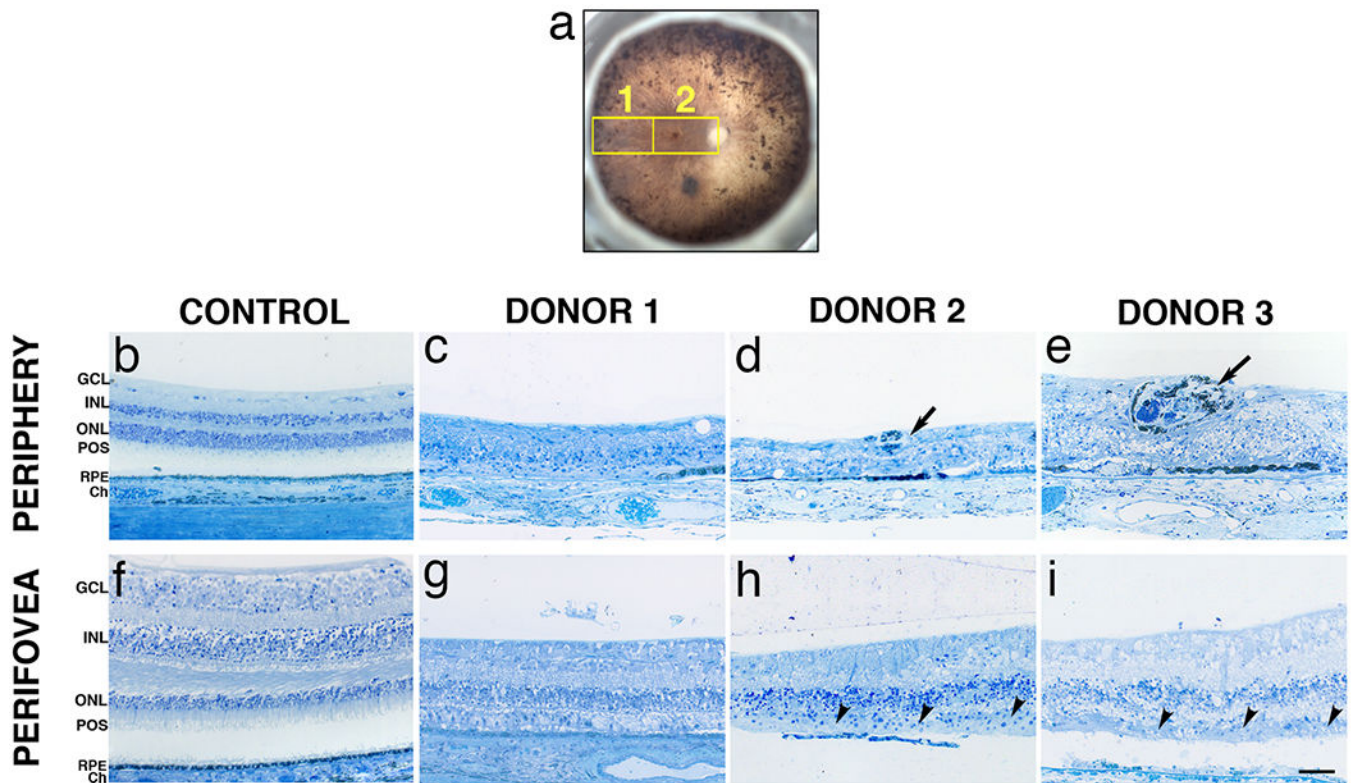 a
1 2
CONTROL DONOR 1 DONOR 2 DONOR 3
PERIPHERY
b c d e
GCL
INL
ONL
POS
RPE
Ch
PERIFOVEA
f g h i
GCL
INL
ONL
POS
RPE
Ch